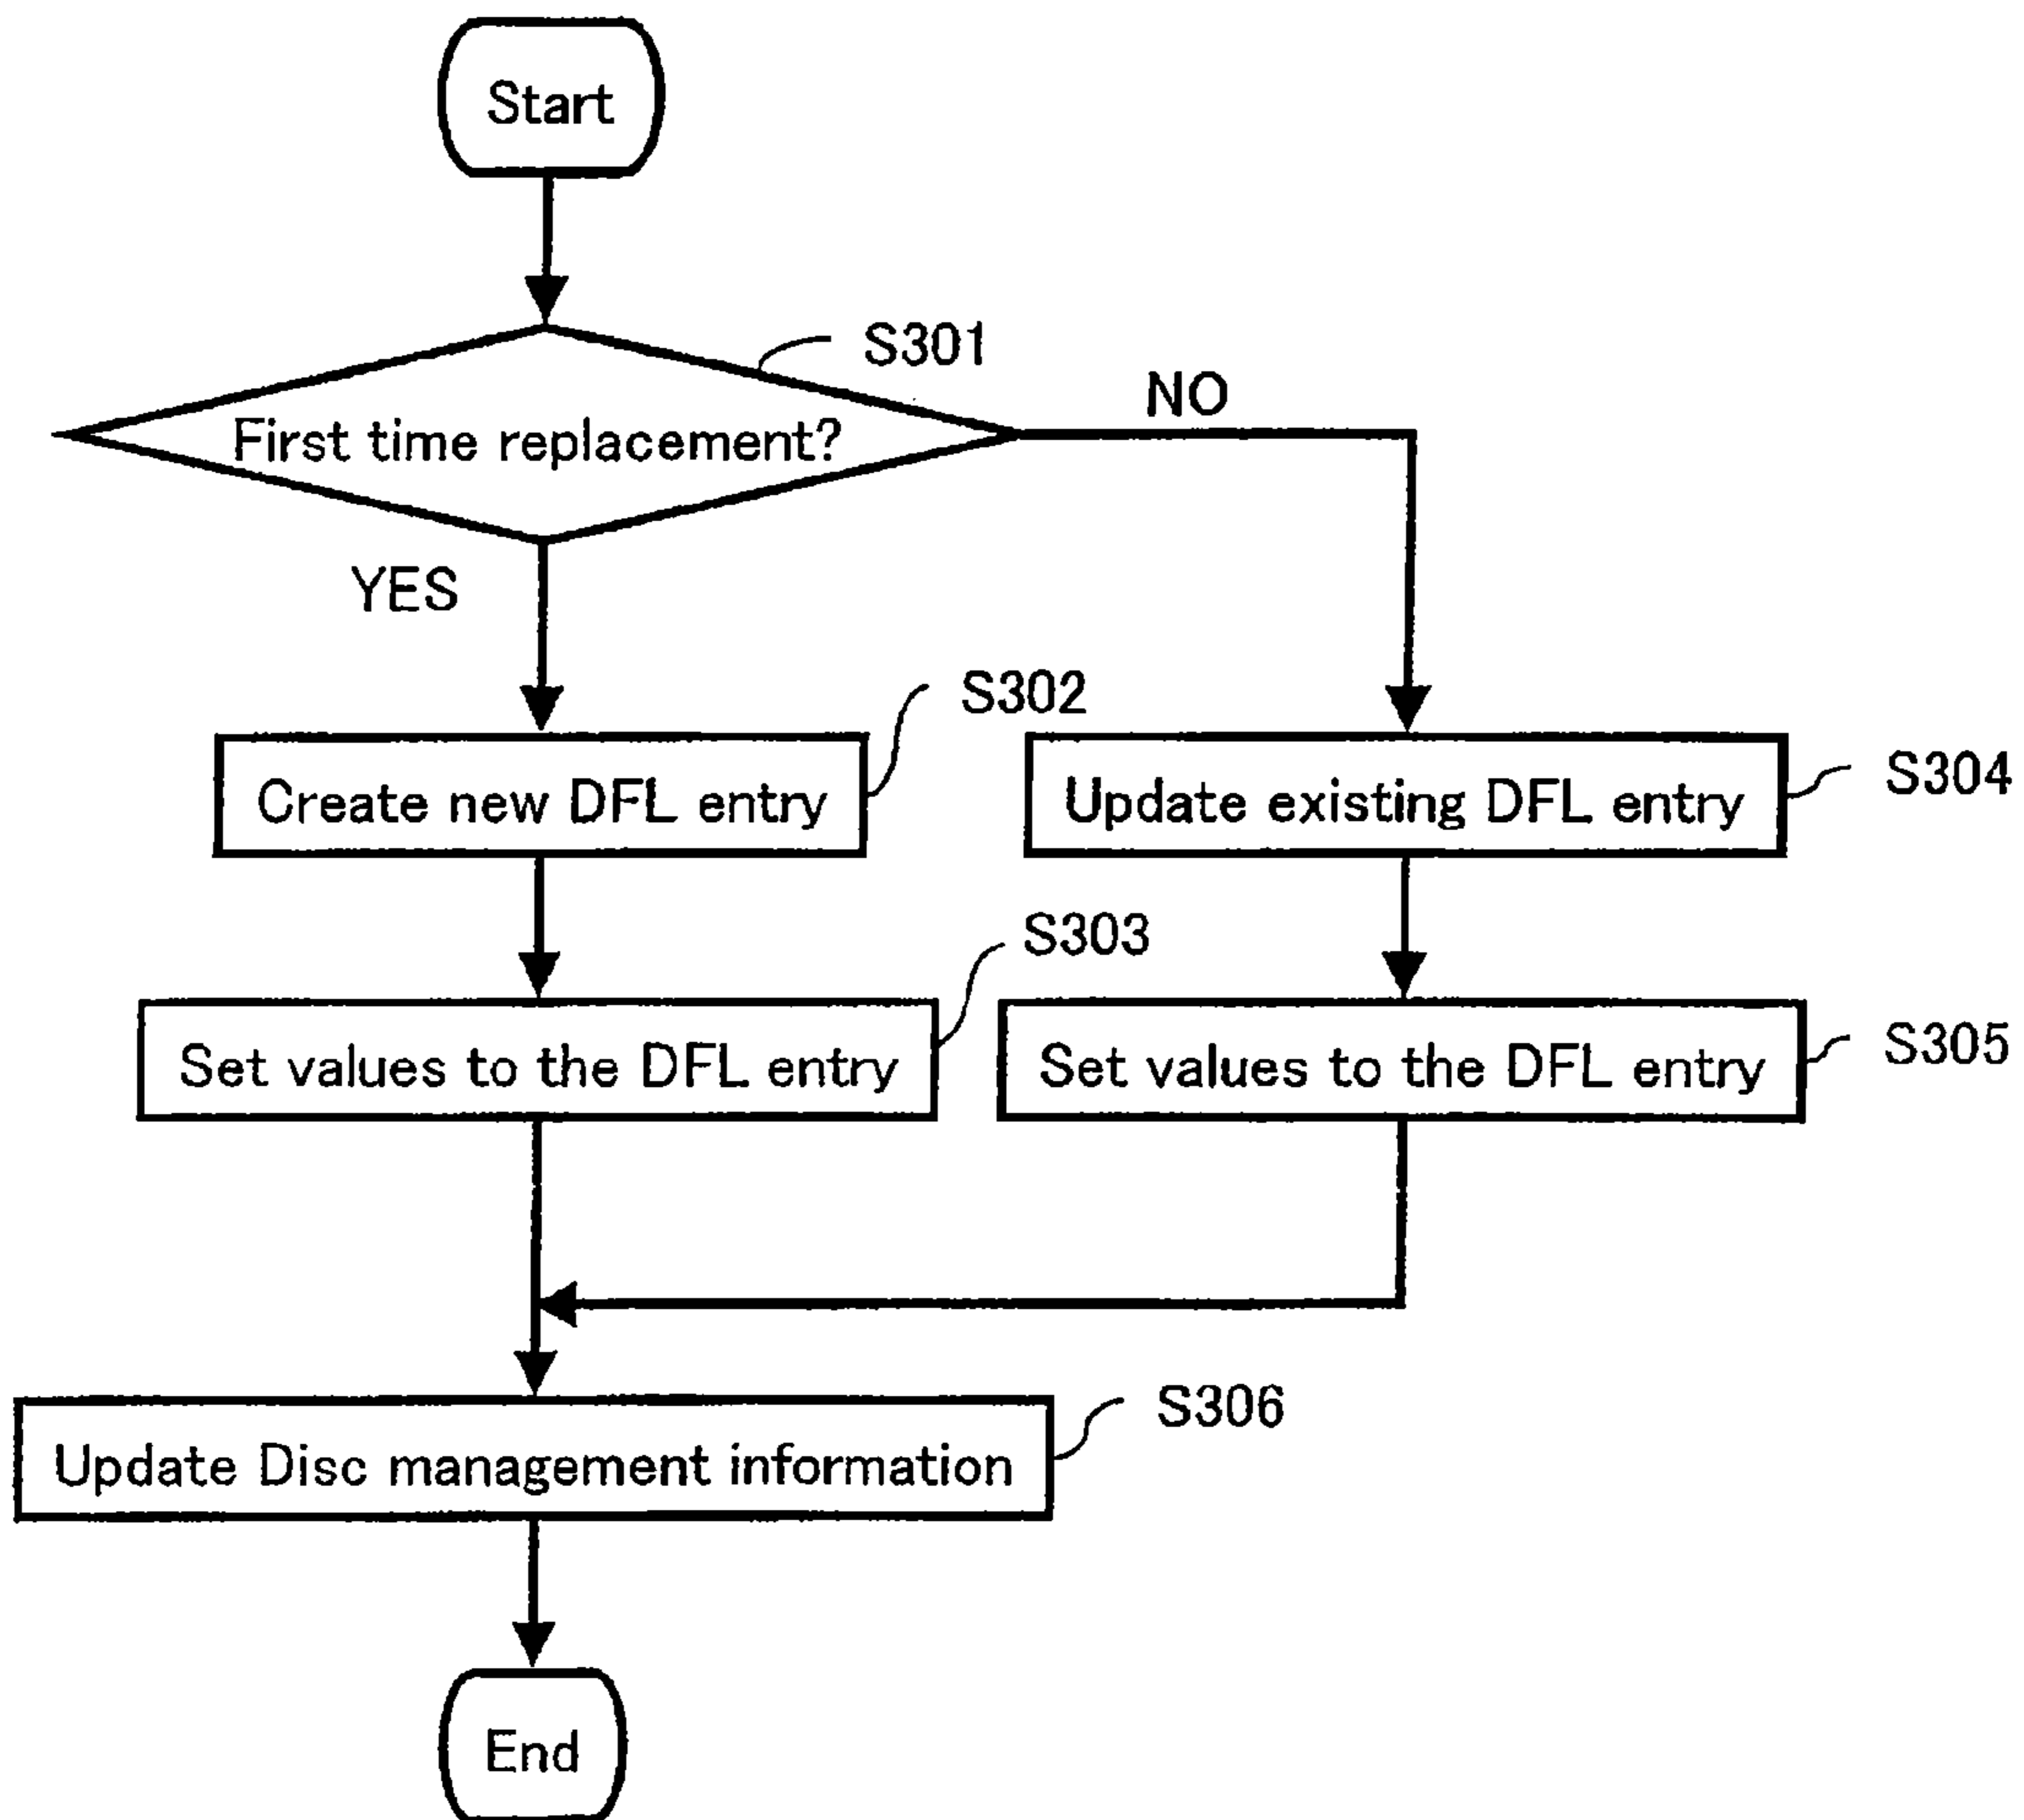 Start
S301
First time replacement?
NO
YES
S302
Create new DFL entry
S304
Update existing DFL entry
S303
Set values to the DFL entry
S305
Set values to the DFL entry
S306
Update Disc management information
End